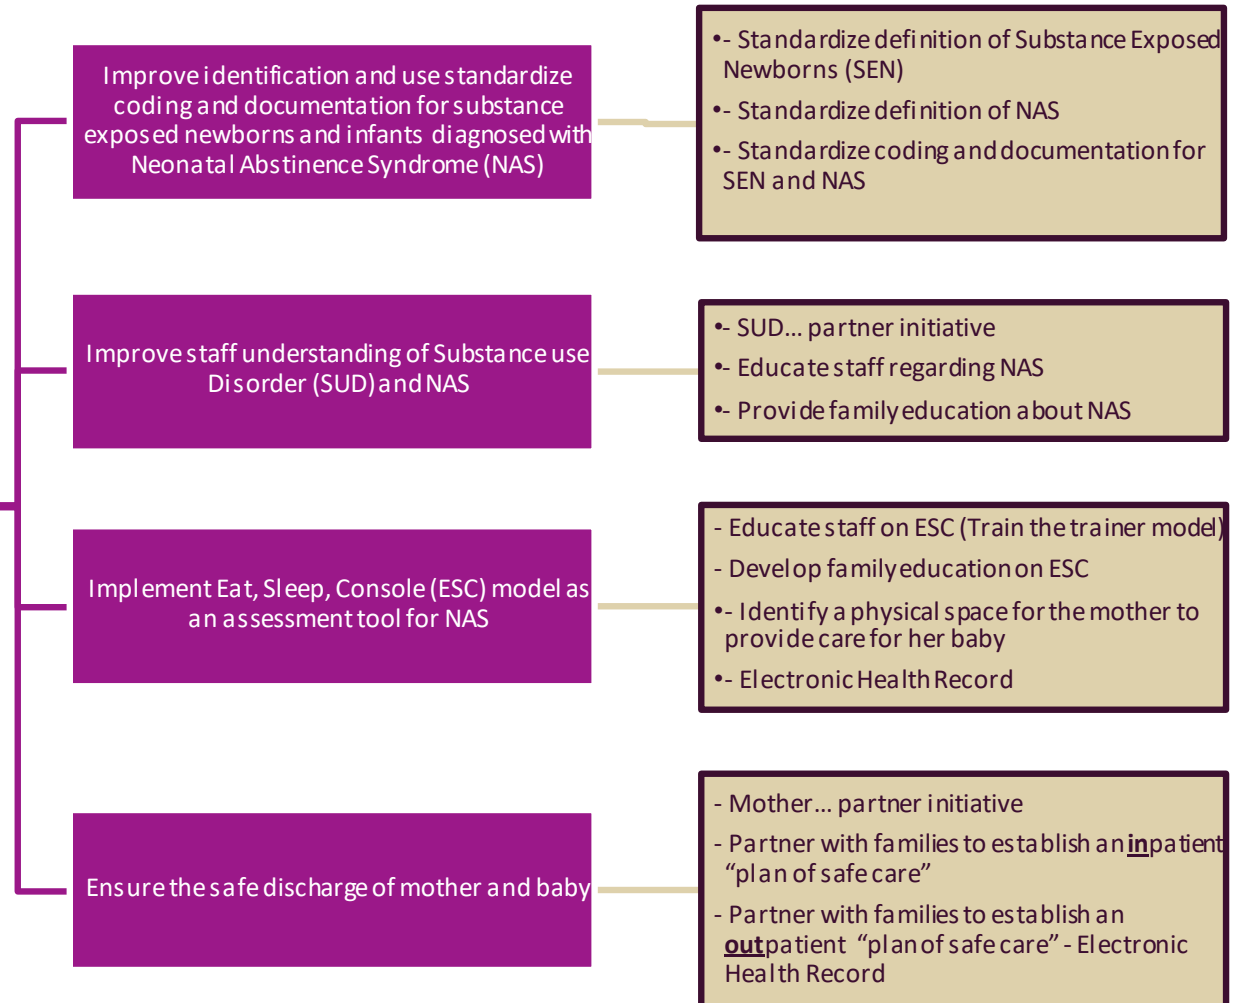 Improve identification and use standardize
coding and documentation for substance
exposed newborns and infants diagnosed with
Neonatal Abstinence Syndrome (NAS)
•- Standardize definition of Substance Exposed
Newborns (SEN)
•- Standardize definition of NAS
•- Standardize coding and documentation for
SEN and NAS
Improve staff understanding of Substance use
Disorder (SUD) and NAS
•- SUD... partner initiative
•- Educate staff regarding NAS
•- Provide family education about NAS
Implement Eat, Sleep, Console (ESC) model as
an assessment tool for NAS
- Educate staff on ESC (Train the trainer model)
- Develop family education on ESC
•- Identify a physical space for the mother to
provide care for her baby
•- Electronic Health Record
Ensure the safe discharge of mother and baby
- Mother... partner initiative
- Partner with families to establish an inpatient
“plan of safe care”
- Partner with families to establish an
outpatient “plan of safe care” - Electronic
Health Record